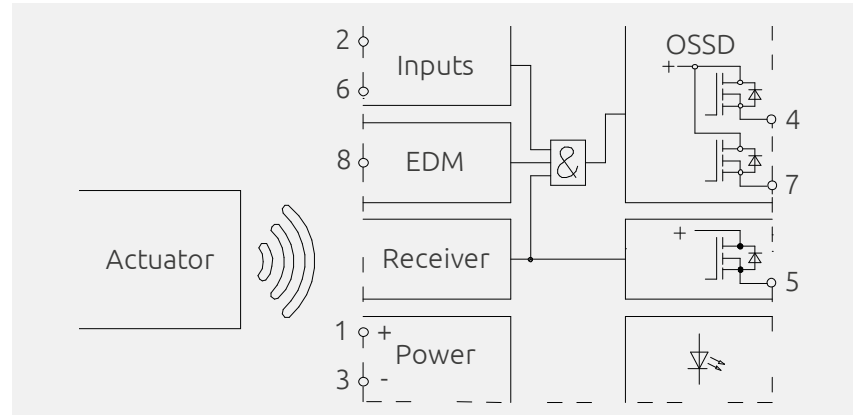 2
Inputs
6
OSSD
+
4
8
EDM
&
7
Actuator
Receiver
+
5
1 +
Power
3 -